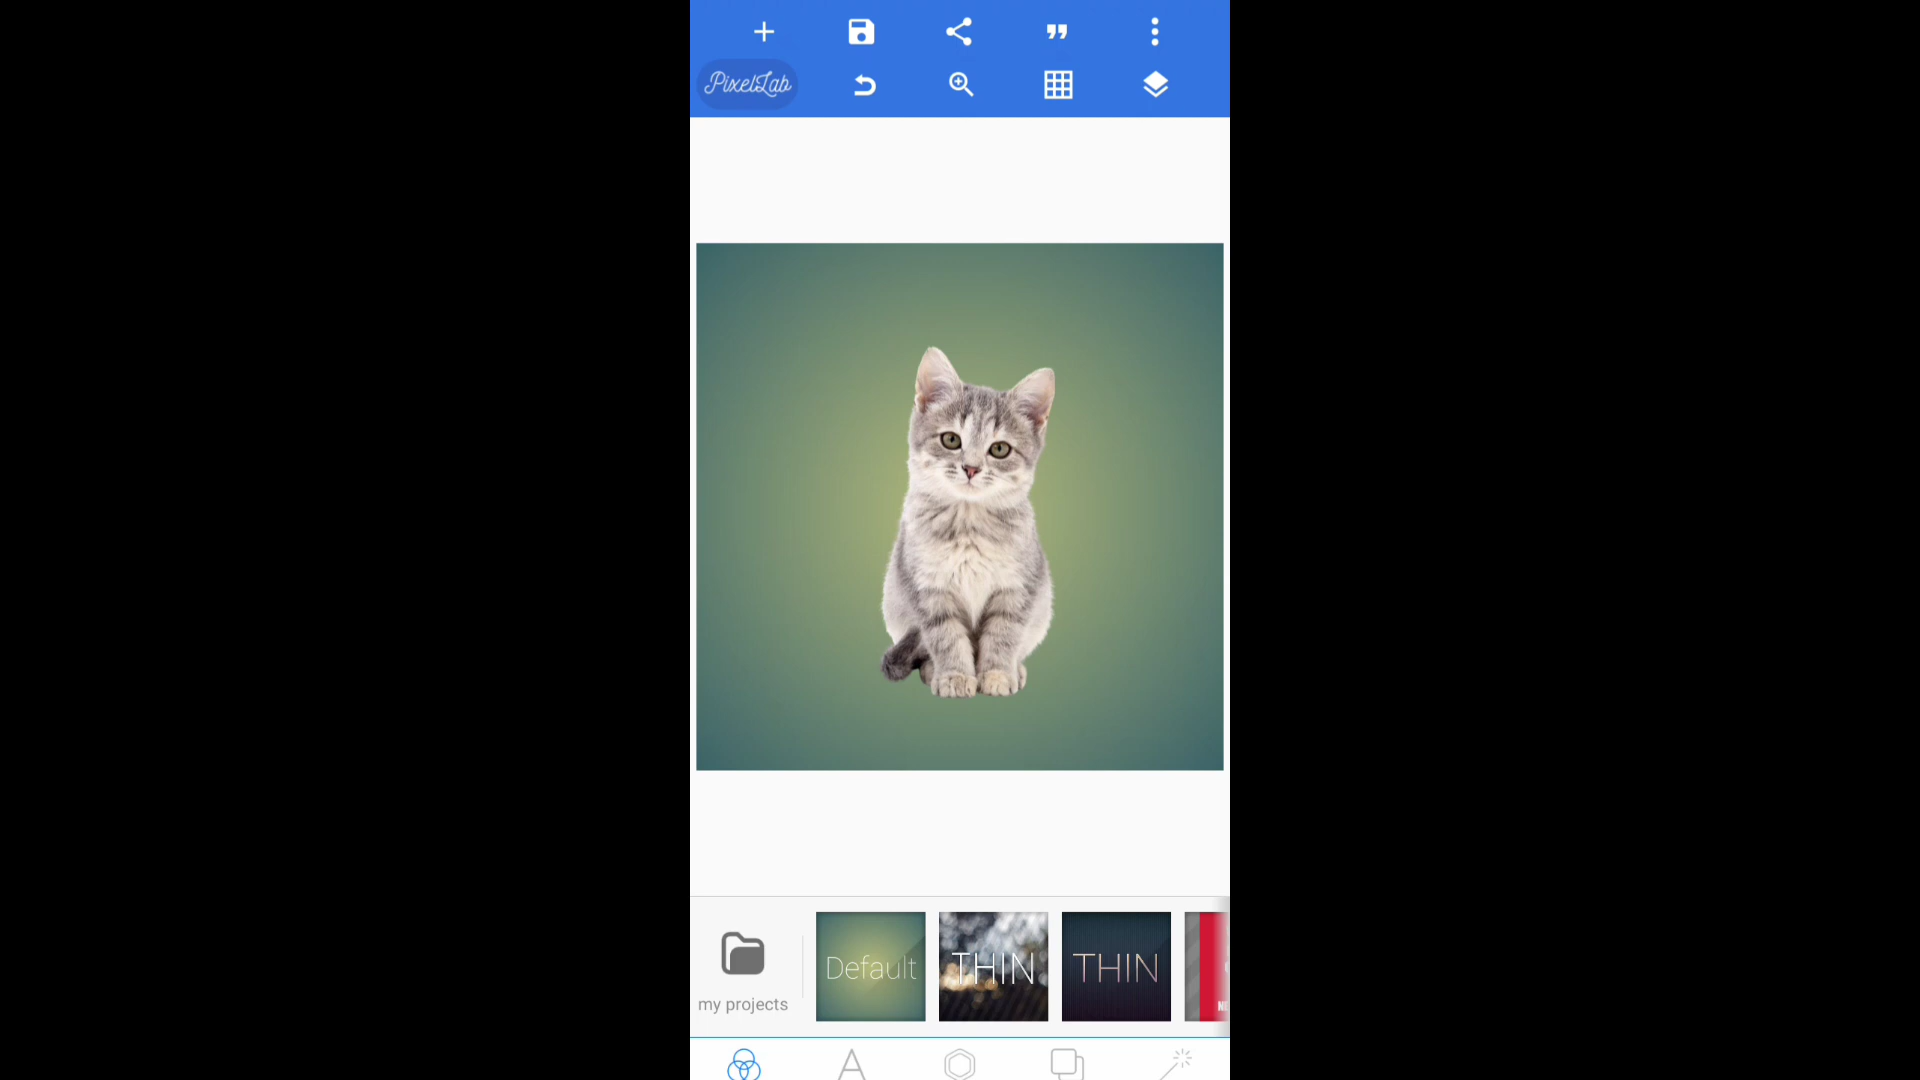 PixelLab
my projects
Default
THIN
THIN